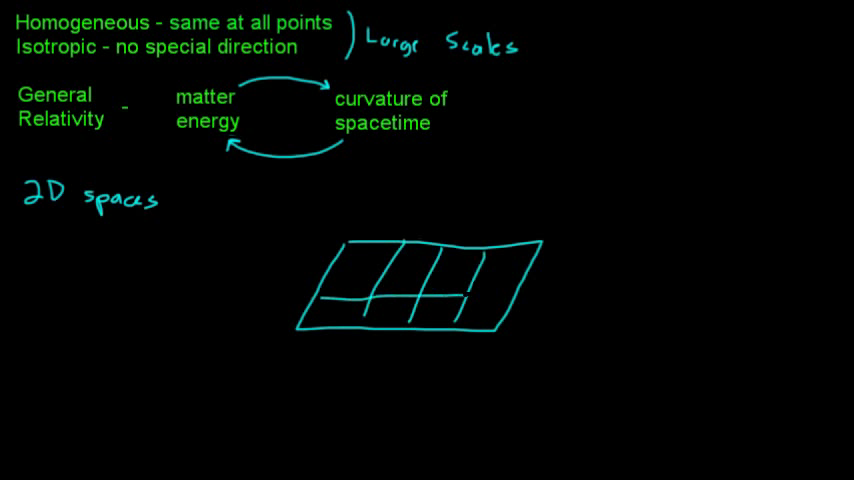 Homogeneous - same at all points
Isotropic - no special direction
Large Scales
General Relativity - matter energy
curvature of spacetime
2D spaces